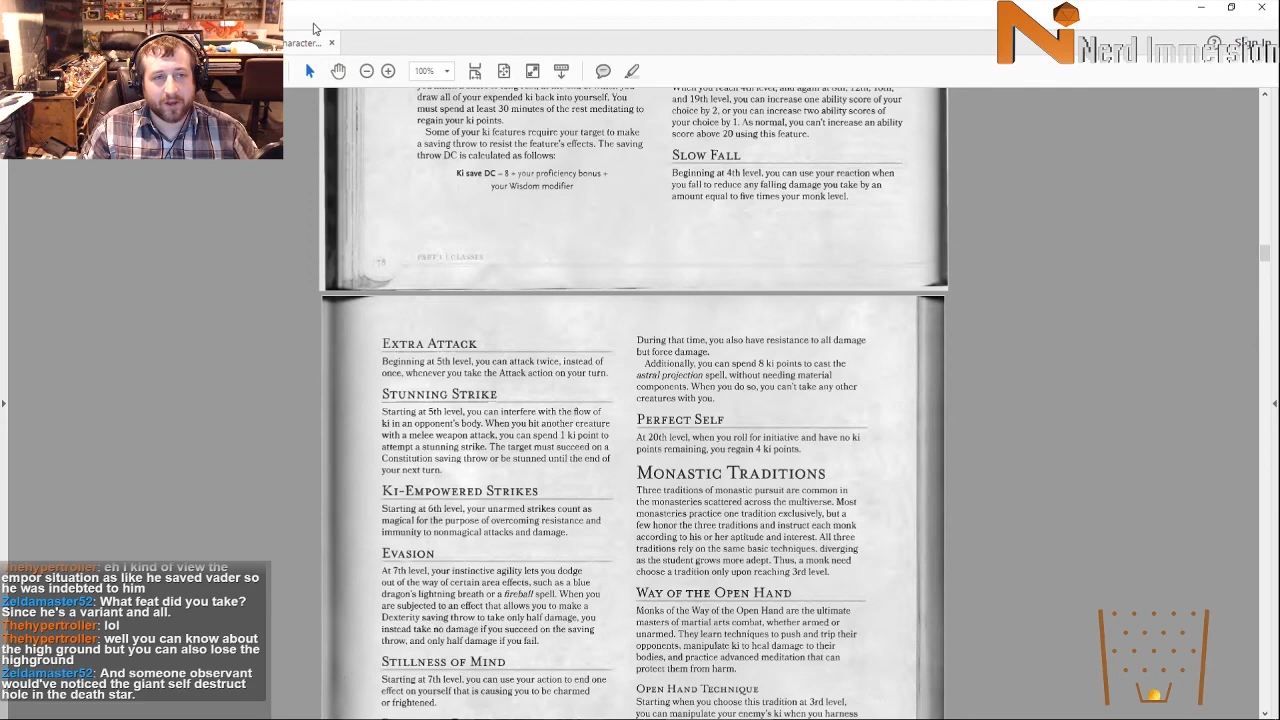 Nerd Immersion
haracter... ×
100%
draw all of your expended ki back into yourself. You
must spend at least 30 minutes of the rest meditating to
regain your ki points.
Some of your ki features require your target to make
a saving throw to resist the feature's effects. The saving
throw DC is calculated as follows:
Ki save DC = 8 + your proficiency bonus +
your Wisdom modifier
78 PART 1 | CLASSES
When you reach 4th level, and again at 8th, 12th, 16th,
and 19th level, you can increase one ability score of your
choice by 2, or you can increase two ability scores of
your choice by 1. As normal, you can't increase an ability
score above 20 using this feature.
Slow Fall
Beginning at 4th level, you can use your reaction when
you fall to reduce any falling damage you take by an
amount equal to five times your monk level.
Extra Attack
Beginning at 5th level, you can attack twice, instead of
once, whenever you take the Attack action on your turn.
Stunning Strike
Starting at 5th level, you can interfere with the flow of
ki in an opponent's body. When you hit another creature
with a melee weapon attack, you can spend 1 ki point to
attempt a stunning strike. The target must succeed on a
Constitution saving throw or be stunned until the end of
your next turn.
Ki-Empowered Strikes
Starting at 6th level, your unarmed strikes count as
magical for the purpose of overcoming resistance and
immunity to nonmagical attacks and damage.
Evasion
At 7th level, your instinctive agility lets you dodge
out of the way of certain area effects, such as a blue
dragon's lightning breath or a fireball spell. When you
are subjected to an effect that allows you to make a
Dexterity saving throw to take only half damage, you
instead take no damage if you succeed on the saving
throw, and only half damage if you fail.
Stillness of Mind
Starting at 7th level, you can use your action to end one
effect on yourself that is causing you to be charmed
or frightened.
During that time, you also have resistance to all damage
but force damage.
Additionally, you can spend 8 ki points to cast the
astral projection spell, without needing material
components. When you do so, you can't take any other
creatures with you.
Perfect Self
At 20th level, when you roll for initiative and have no ki
points remaining, you regain 4 ki points.
Monastic Traditions
Three traditions of monastic pursuit are common in
the monasteries scattered across the multiverse. Most
monasteries practice one tradition exclusively, but a
few honor the three traditions and instruct each monk
according to his or her aptitude and interest. All three
traditions rely on the same basic techniques, diverging
as the student grows more adept. Thus, a monk need
choose a tradition only upon reaching 3rd level.
Way of the Open Hand
Monks of the Way of the Open Hand are the ultimate
masters of martial arts combat, whether armed or
unarmed. They learn techniques to push and trip their
opponents, manipulate ki to heal damage to their
bodies, and practice advanced meditation that can
protect them from harm.
Open Hand Technique
Starting when you choose this tradition at 3rd level,
you can manipulate your enemy's ki when you harness
Thehypertroller: eh i kind of view the
empor situation as like he saved vader so
he was indebted to him
Zeldamaster52: What feat did you take?
Since he's a variant and all.
Thehypertroller: lol
Thehypertroller: well you can know about
the high ground but you can also lose the
highground
Zeldamaster52: And someone observant
would've noticed the giant self destruct
hole in the death star.